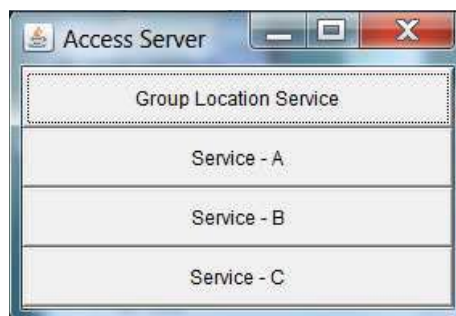 Access Server
Group Location Service
Service - A
Service - B
Service - C